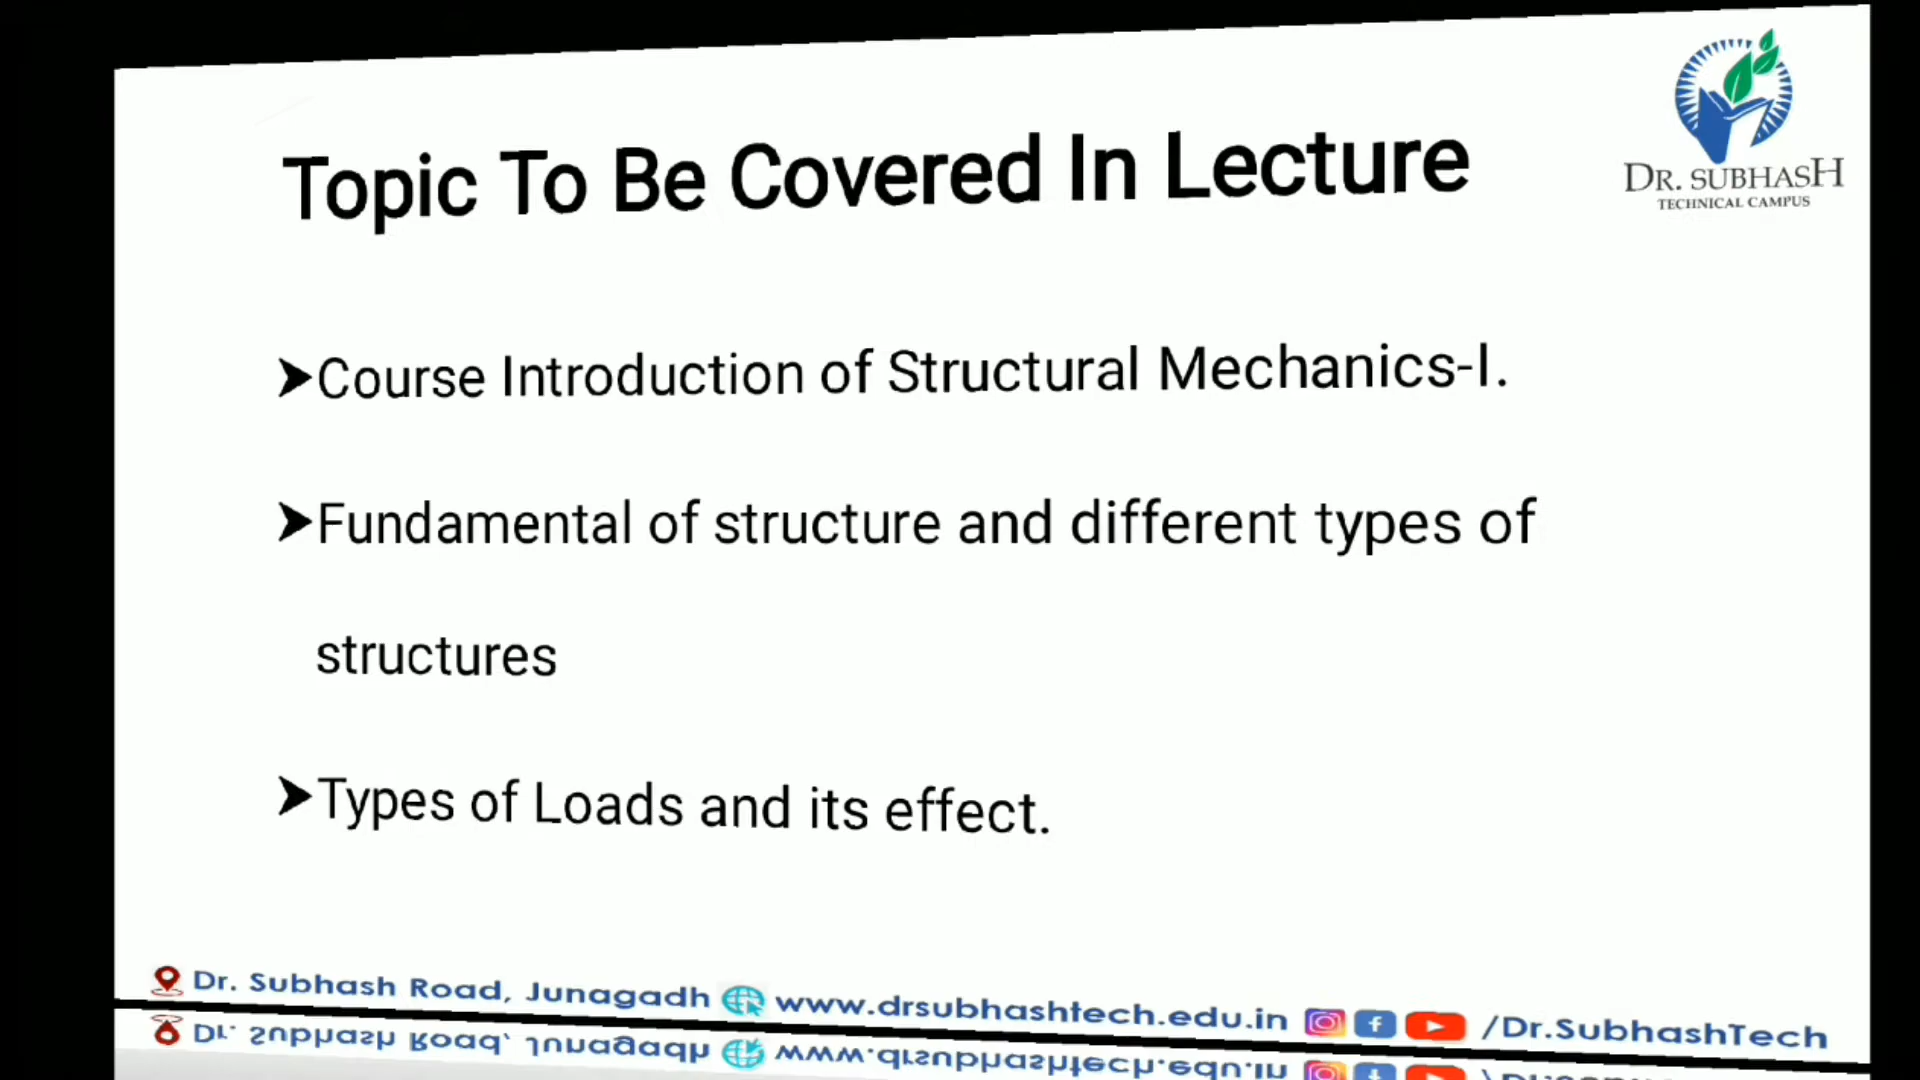 DR. SUBHASH
TECHNICAL CAMPUS
Topic To Be Covered In Lecture
➤Course Introduction of Structural Mechanics-I.
➤Fundamental of structure and different types of
structures
➤Types of Loads and its effect.
Dr. Subhash Road, Junagadh www.drsubhashtech.edu.in /Dr.SubhashTech